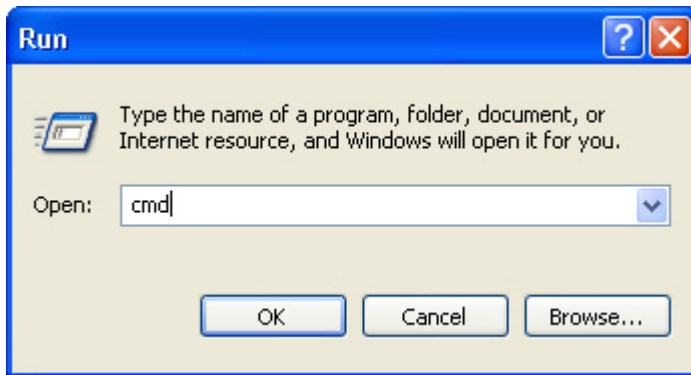 Run
Type the name of a program, folder, document, or
Internet resource, and Windows will open it for you.
Open: cmd
OK Cancel Browse...